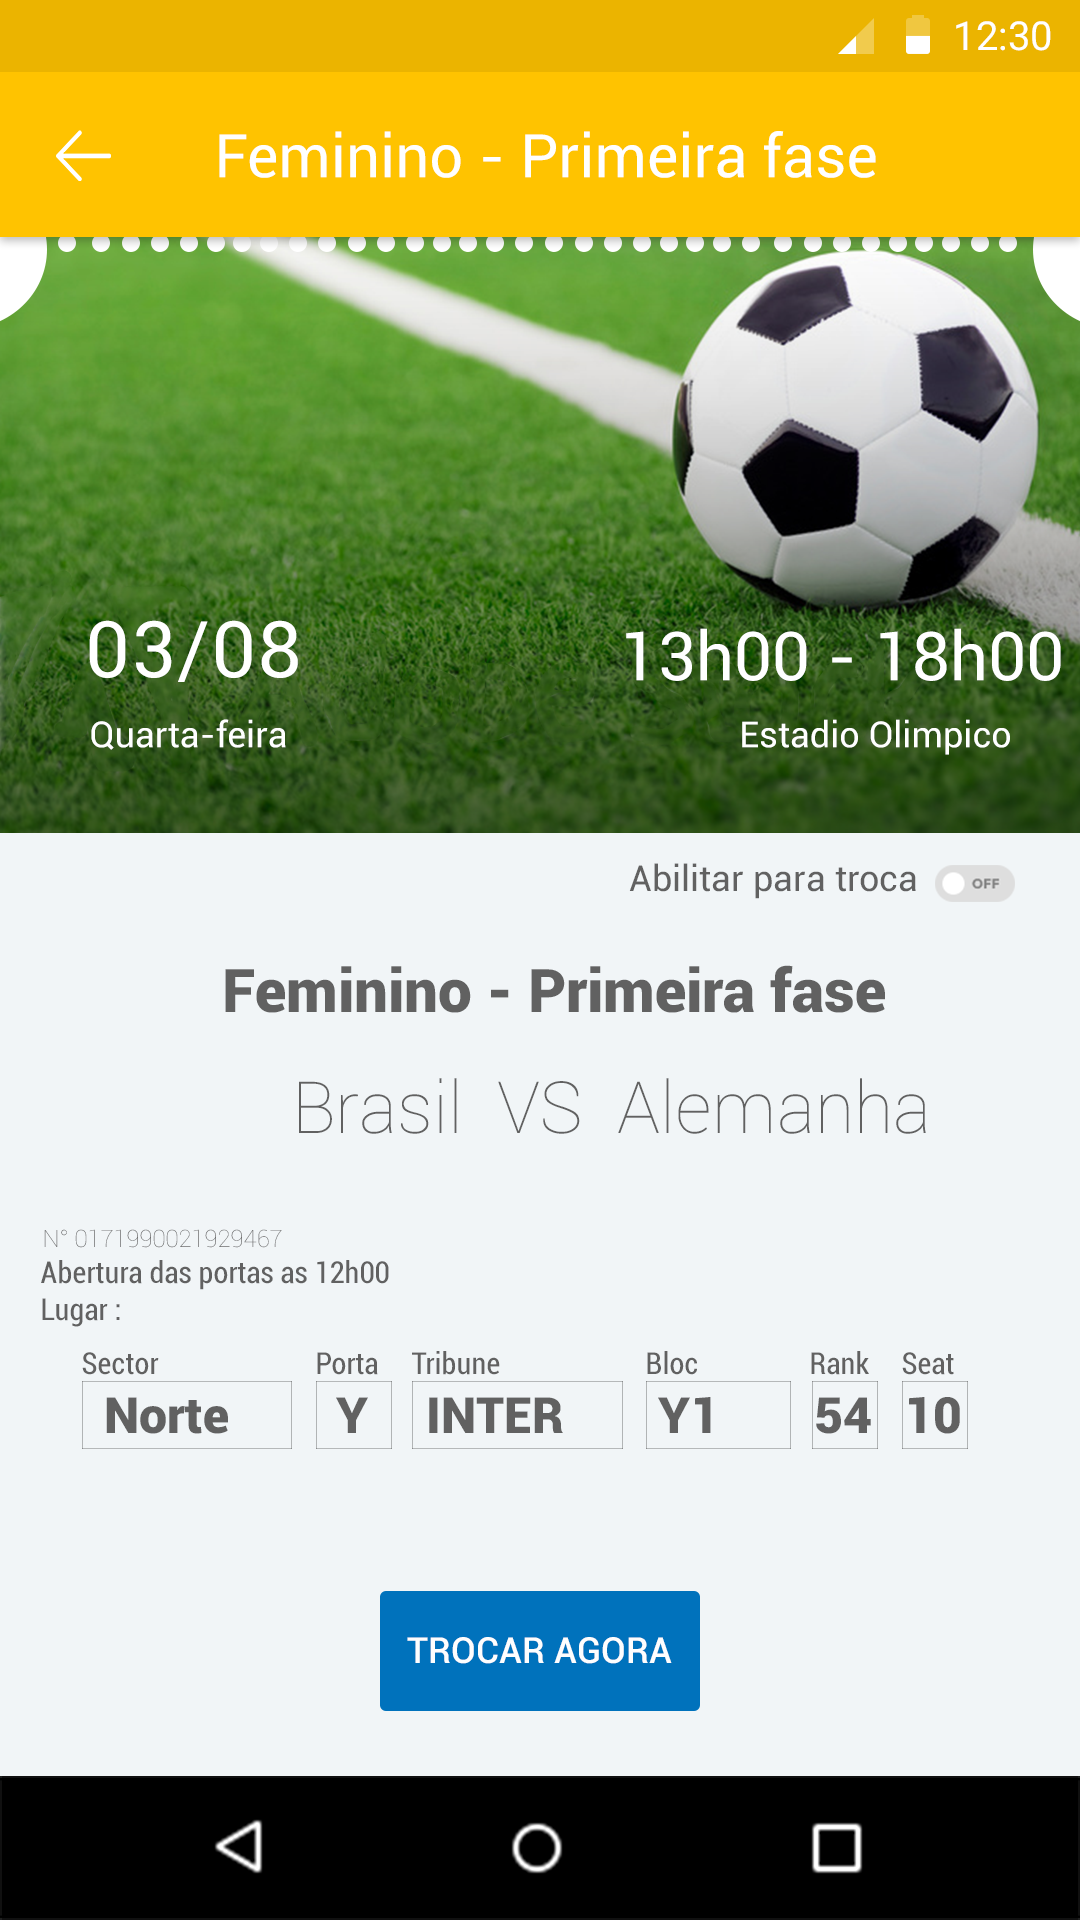 12:30
Feminino - Primeira fase
03/08
13h00 - 18h00
Quarta-feira
Estadio Olimpico
Abilitar para troca OFF
Feminino - Primeira fase
Brasil VS Alemanha
N° 0171990021929467
Abertura das portas as 12h00
Lugar :
Sector Porta Tribune Bloc Rank Seat
Norte Y INTER Y1 54 10
TROCAR AGORA